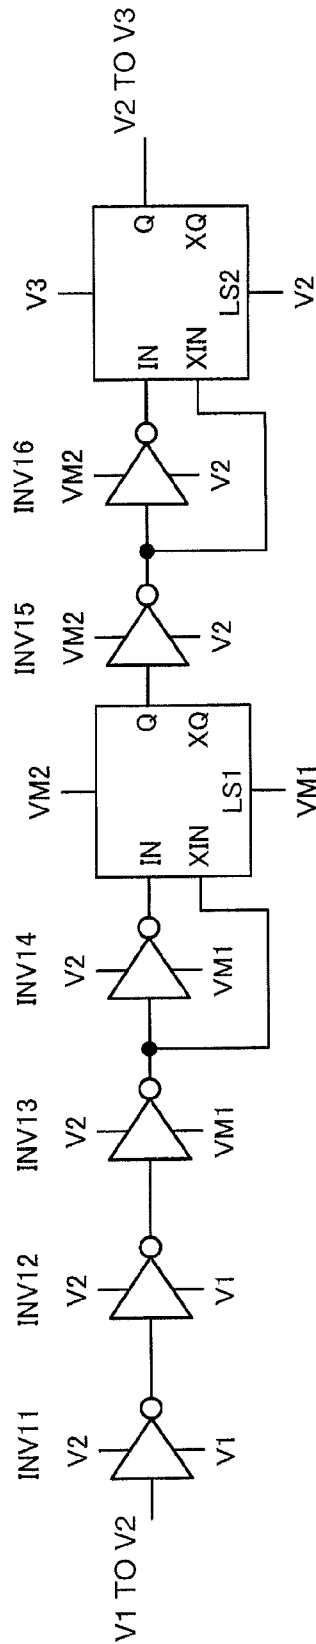 V1 TO V2
INV11
V2
V1
INV12
V2
V1
INV13
V2
VM1
INV14
V2
VM1
VM2
IN
XIN
Q
XQ
LS1
VM1
INV15
VM2
V2
INV16
VM2
V2
V3
IN
XIN
Q
XQ
LS2
V2
V2 TO V3